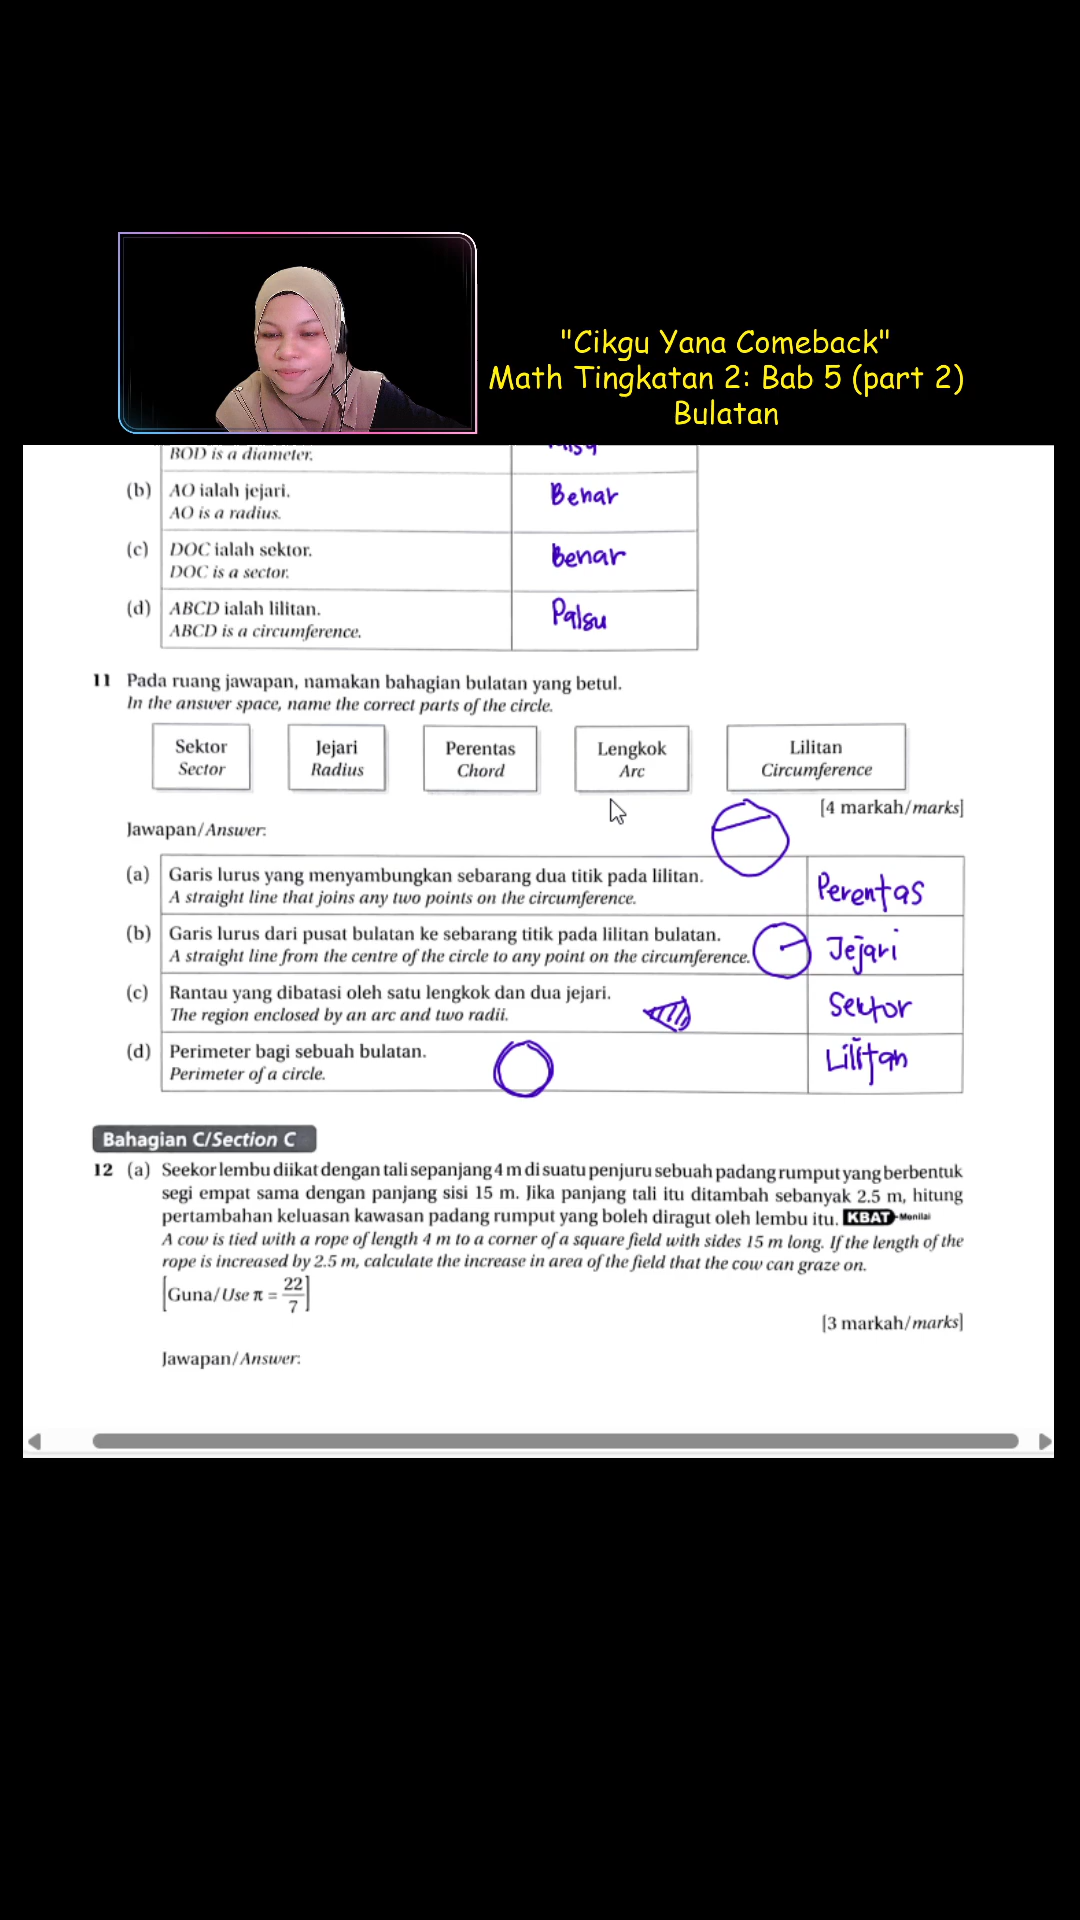 "Cikgu Yana Comeback"
Math Tingkatan 2: Bab 5 (part 2)
Bulatan
BOD is a diameter.
(b) AO ialah jejari. Benar
AO is a radius.
(c) DOC ialah sektor. Benar
DOC is a sector.
(d) ABCD ialah lilitan. Palsu
ABCD is a circumference.
11 Pada ruang jawapan, namakan bahagian bulatan yang betul.
In the answer space, name the correct parts of the circle.
Sektor Jejari Perentas Lengkok Lilitan
Sector Radius Chord Arc Circumference
[4 markah/marks]
Jawapan/Answer:
(a) Garis lurus yang menyambungkan sebarang dua titik pada lilitan. Perentas
A straight line that joins any two points on the circumference.
(b) Garis lurus dari pusat bulatan ke sebarang titik pada lilitan bulatan. Jejari
A straight line from the centre of the circle to any point on the circumference.
(c) Rantau yang dibatasi oleh satu lengkok dan dua jejari. Sektor
The region enclosed by an arc and two radii.
(d) Perimeter bagi sebuah bulatan. Lilitan
Perimeter of a circle.
Bahagian C/Section C
12 (a) Seekor lembu diikat dengan tali sepanjang 4 m di suatu penjuru sebuah padang rumput yang berbentuk
segi empat sama dengan panjang sisi 15 m. Jika panjang tali itu ditambah sebanyak 2.5 m, hitung
pertambahan keluasan kawasan padang rumput yang boleh diragut oleh lembu itu. KBAT Menilai
A cow is tied with a rope of length 4 m to a corner of a square field with sides 15 m long. If the length of the
rope is increased by 2.5 m, calculate the increase in area of the field that the cow can graze on.
[Guna/Use π = 22/7]
[3 markah/marks]
Jawapan/Answer: